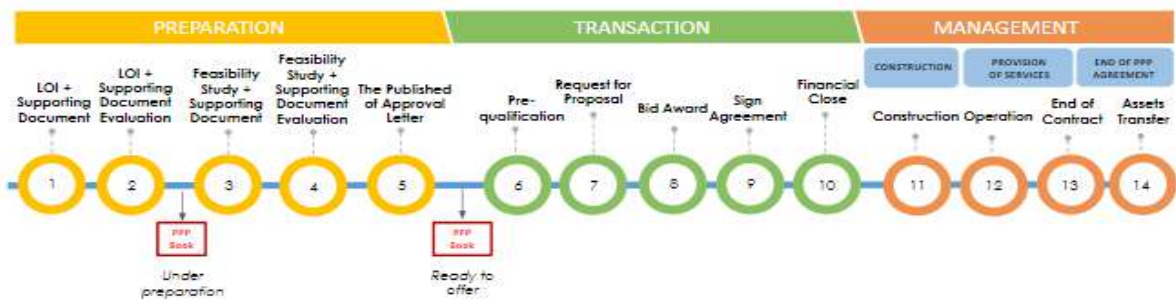 PREPARATION
TRANSACTION
MANAGEMENT
CONSTRUCTION
PROVISION
OF SERVICES
END OF PPP
AGREEMENT
LOI +
Supporting
Document
LOI +
Supporting
Document
Evaluation
Feasibility
Study +
Supporting
Document
Feasibility
Study +
Supporting
Document
Evaluation
The Published
of Approval
Letter
Pre-
qualification
Request for
Proposal
Bid Award
Sign
Agreement
Financial
Close
Construction
Operation
End of
Contract
Assets
Transfer
1
2
3
4
5
6
7
8
9
10
11
12
13
14
PPP
Book
Under
preparation
PPP
Book
Ready to
offer